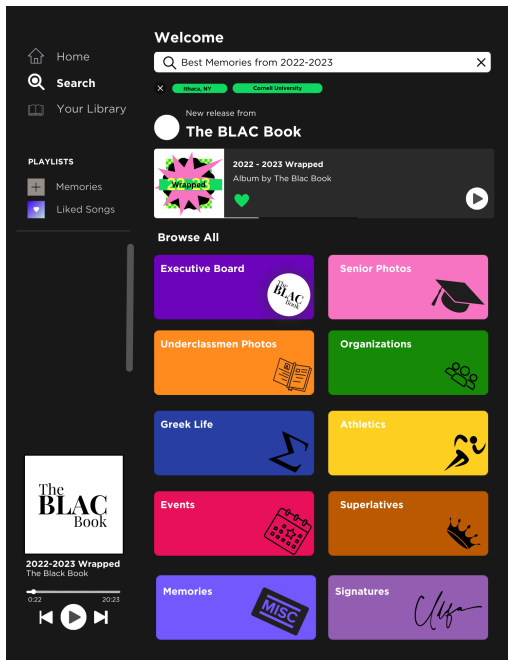 Home
Search
Your Library
PLAYLISTS
Memories
Liked Songs
The
BLAC
Book
2022-2023 Wrapped
The Black Book
0:22
20:23
Welcome
Best Memories from 2022-2023
Ithaca, NY
Cornell University
New release from
The BLAC Book
Wrapped
2022 - 2023 Wrapped
Album by The Blac Book
Browse All
Executive Board
The
BLAC
Book
Senior Photos
Underclassmen Photos
Organizations
Greek Life
Σ
Athletics
Events
Superlatives
Memories
MISC
Signatures